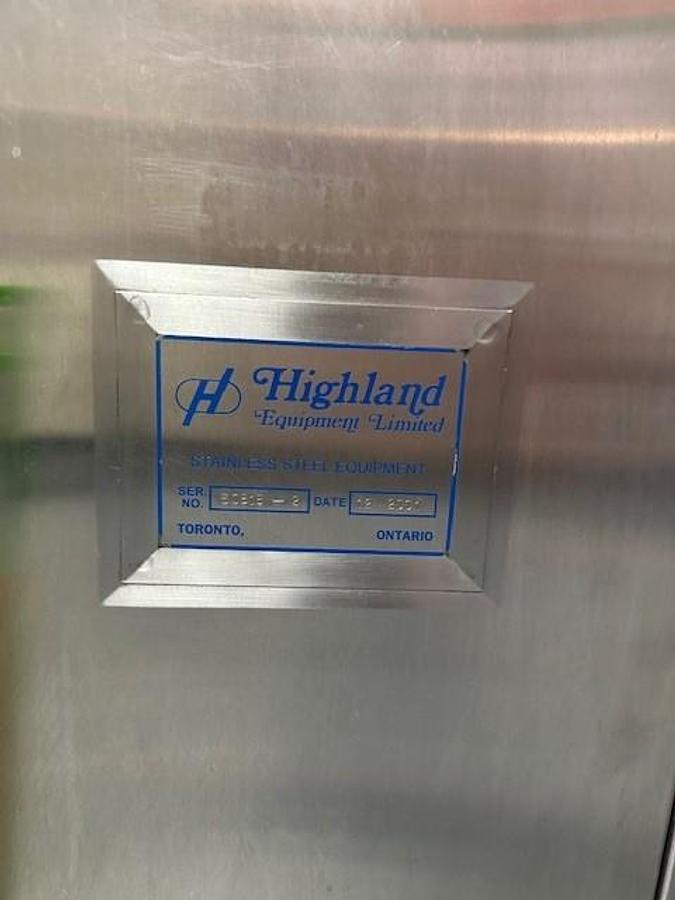 H Highland
Equipment Limited
STAINLESS STEEL EQUIPMENT
SER. DATE
NO.
TORONTO, ONTARIO